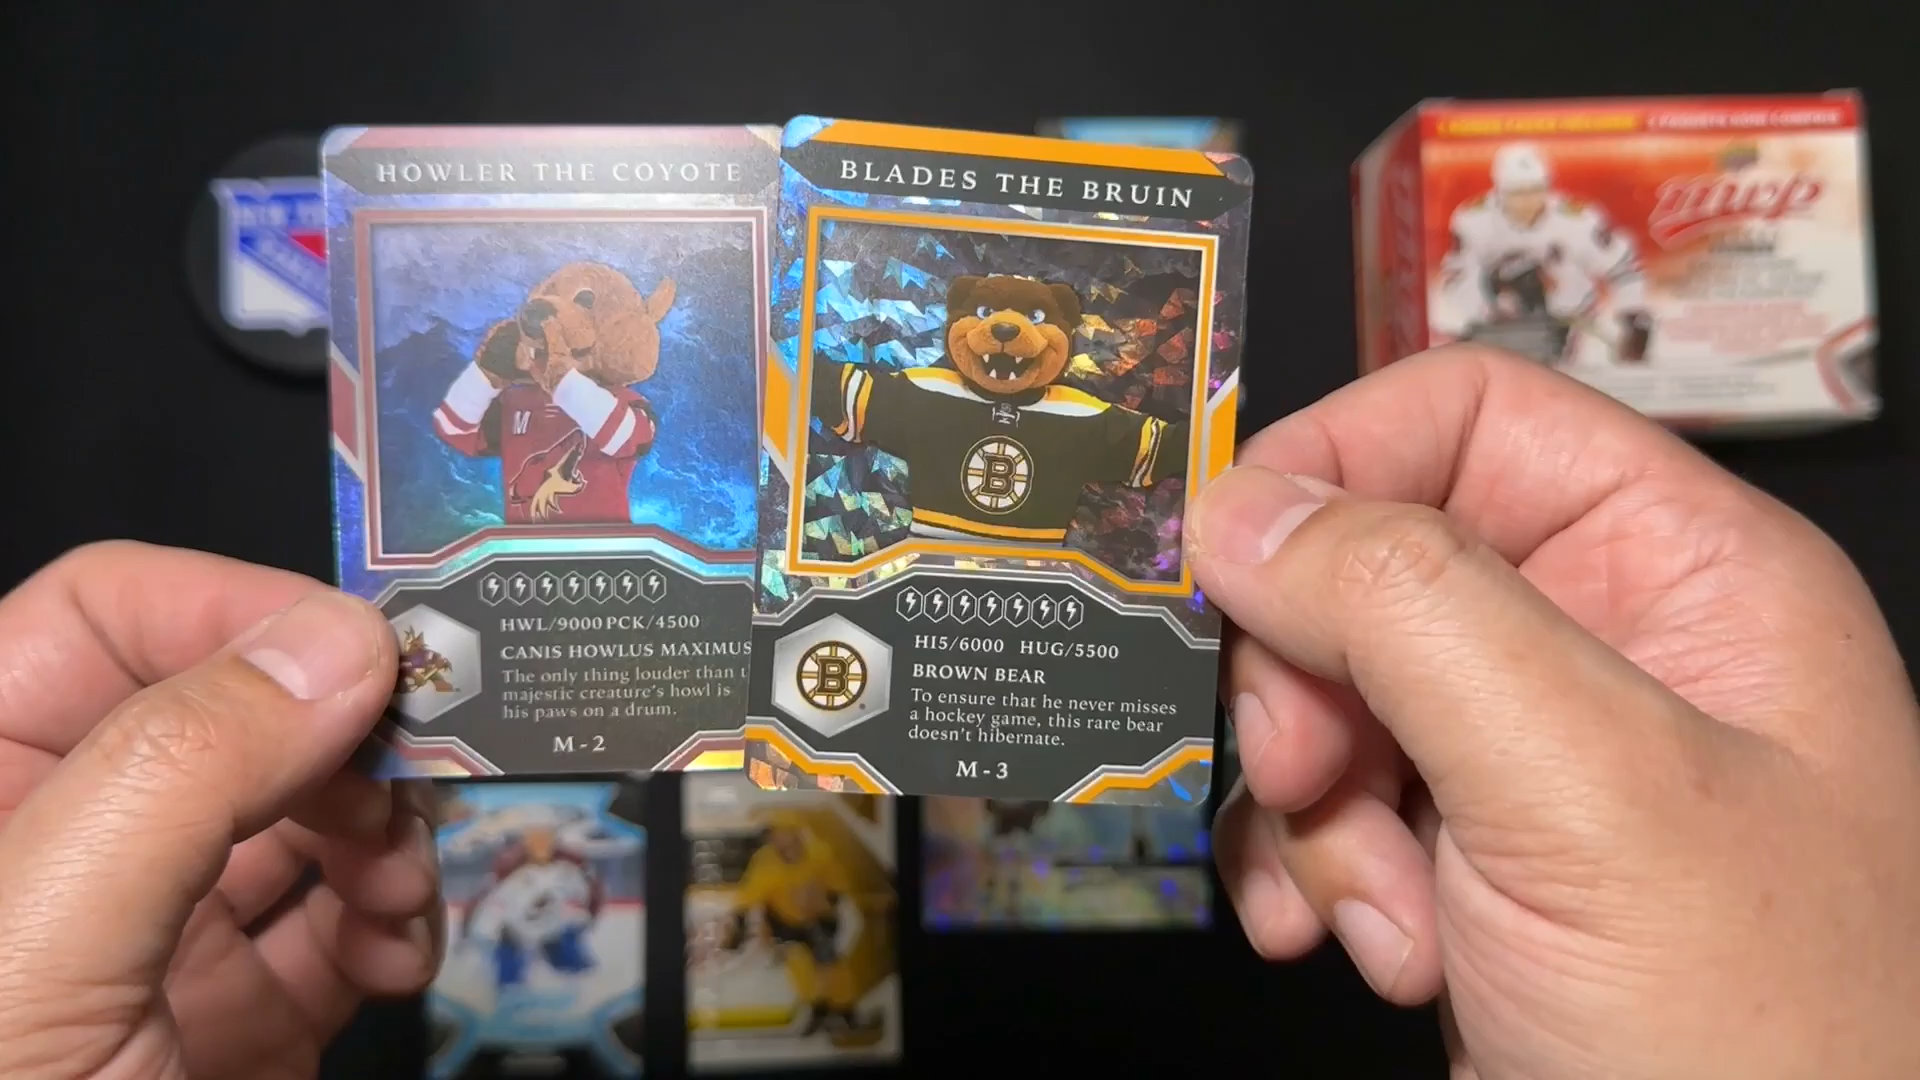 HOWLER THE COYOTE
M
HWL/9000 PCK/4500
CANIS HOWLUS MAXIMUS
The only thing louder than t
majestic creature's howl is
his paws on a drum.
M-2
BLADES THE BRUIN
B
B
HI5/6000 HUG/5500
BROWN BEAR
To ensure that he never misses
a hockey game, this rare bear
doesn't hibernate.
M-3
mvp